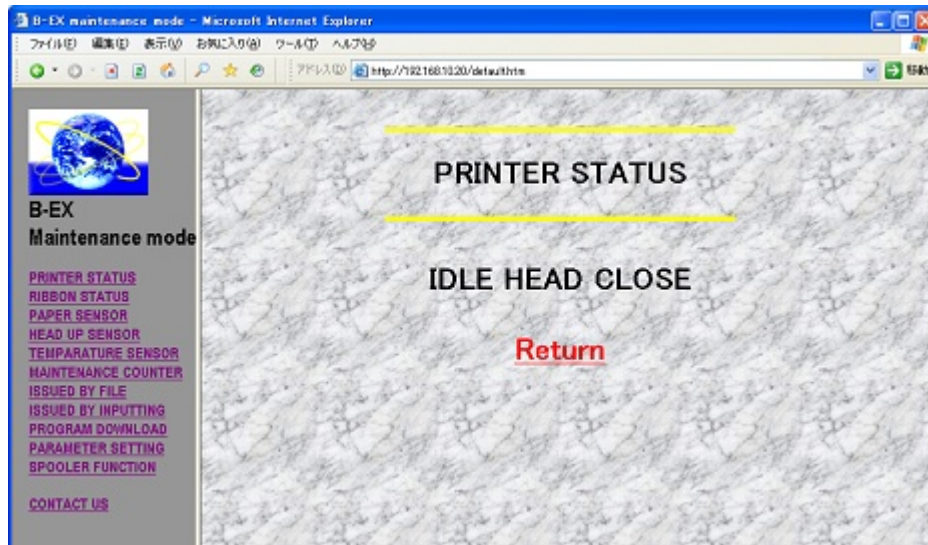 B-EX maintenance mode - Microsoft Internet Explorer
ファイル(F) 編集(E) 表示(V) お気に入り(A) ツール(T) ヘルプ(H)
アドレス(D) http://192.168.10.20/default.htm 移動
B-EX
Maintenance mode
PRINTER STATUS
RIBBON STATUS
PAPER SENSOR
HEAD UP SENSOR
TEMPARATURE SENSOR
MAINTENANCE COUNTER
ISSUED BY FILE
ISSUED BY INPUTTING
PROGRAM DOWNLOAD
PARAMETER SETTING
SPOOLER FUNCTION
CONTACT US
PRINTER STATUS
IDLE HEAD CLOSE
Return